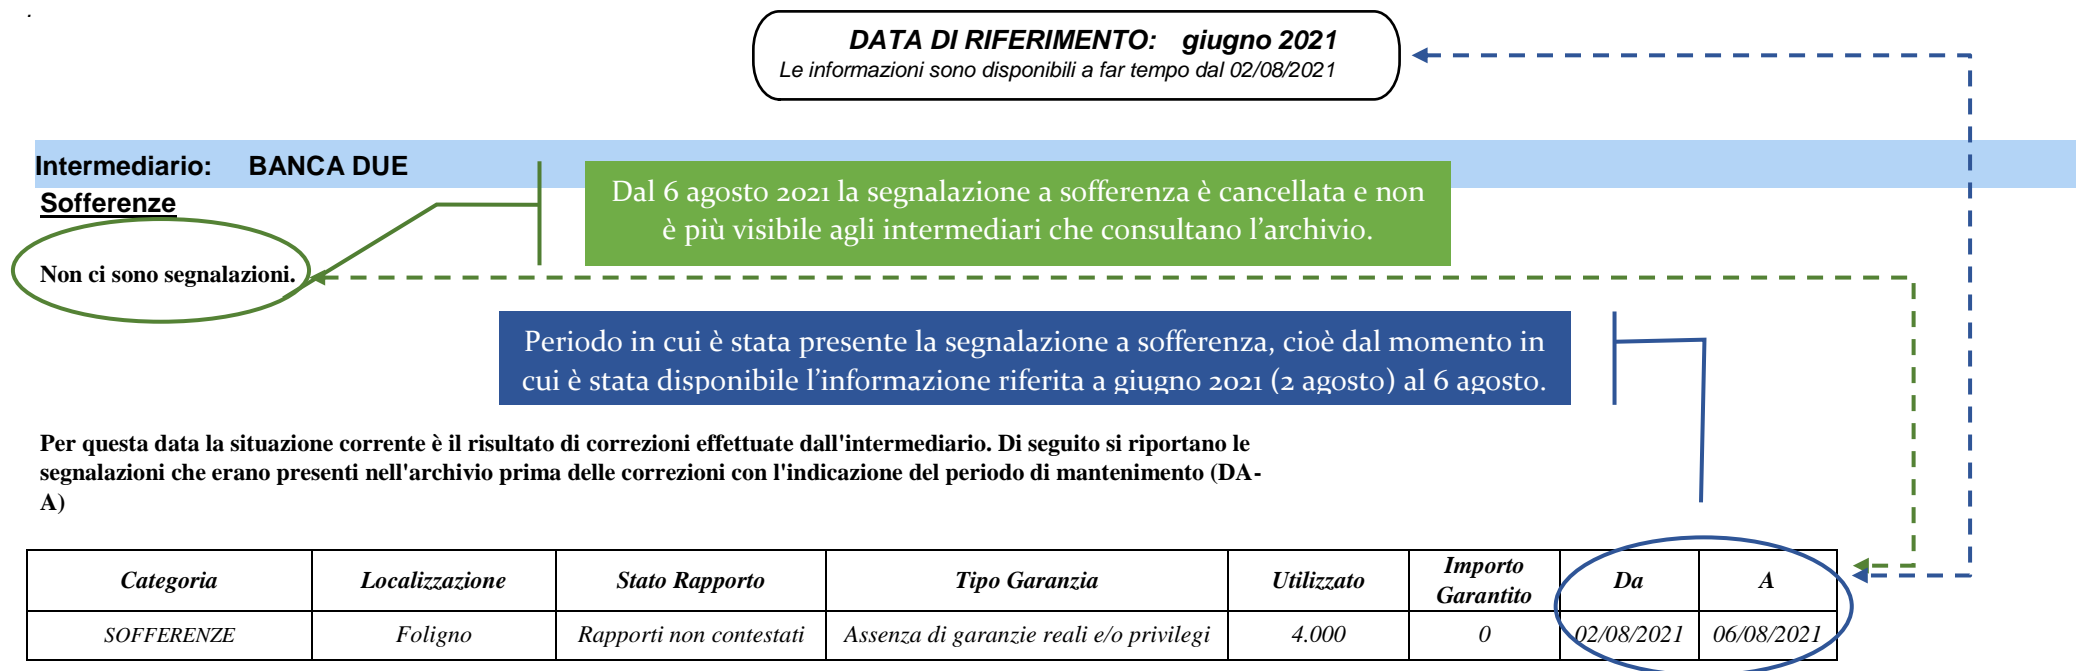 .
DATA DI RIFERIMENTO: giugno 2021
Le informazioni sono disponibili a far tempo dal 02/08/2021
Intermediario: BANCA DUE
Sofferenze
Dal 6 agosto 2021 la segnalazione a sofferenza è cancellata e non
è più visibile agli intermediari che consultano l’archivio.
Non ci sono segnalazioni.
Periodo in cui è stata presente la segnalazione a sofferenza, cioè dal momento in
cui è stata disponibile l’informazione riferita a giugno 2021 (2 agosto) al 6 agosto.
Per questa data la situazione corrente è il risultato di correzioni effettuate dall'intermediario. Di seguito si riportano le
segnalazioni che erano presenti nell'archivio prima delle correzioni con l'indicazione del periodo di mantenimento (DA-
A)
Categoria Localizzazione Stato Rapporto Tipo Garanzia Utilizzato Importo Garantito Da A
SOFFERENZE Foligno Rapporti non contestati Assenza di garanzie reali e/o privilegi 4.000 0 02/08/2021 06/08/2021